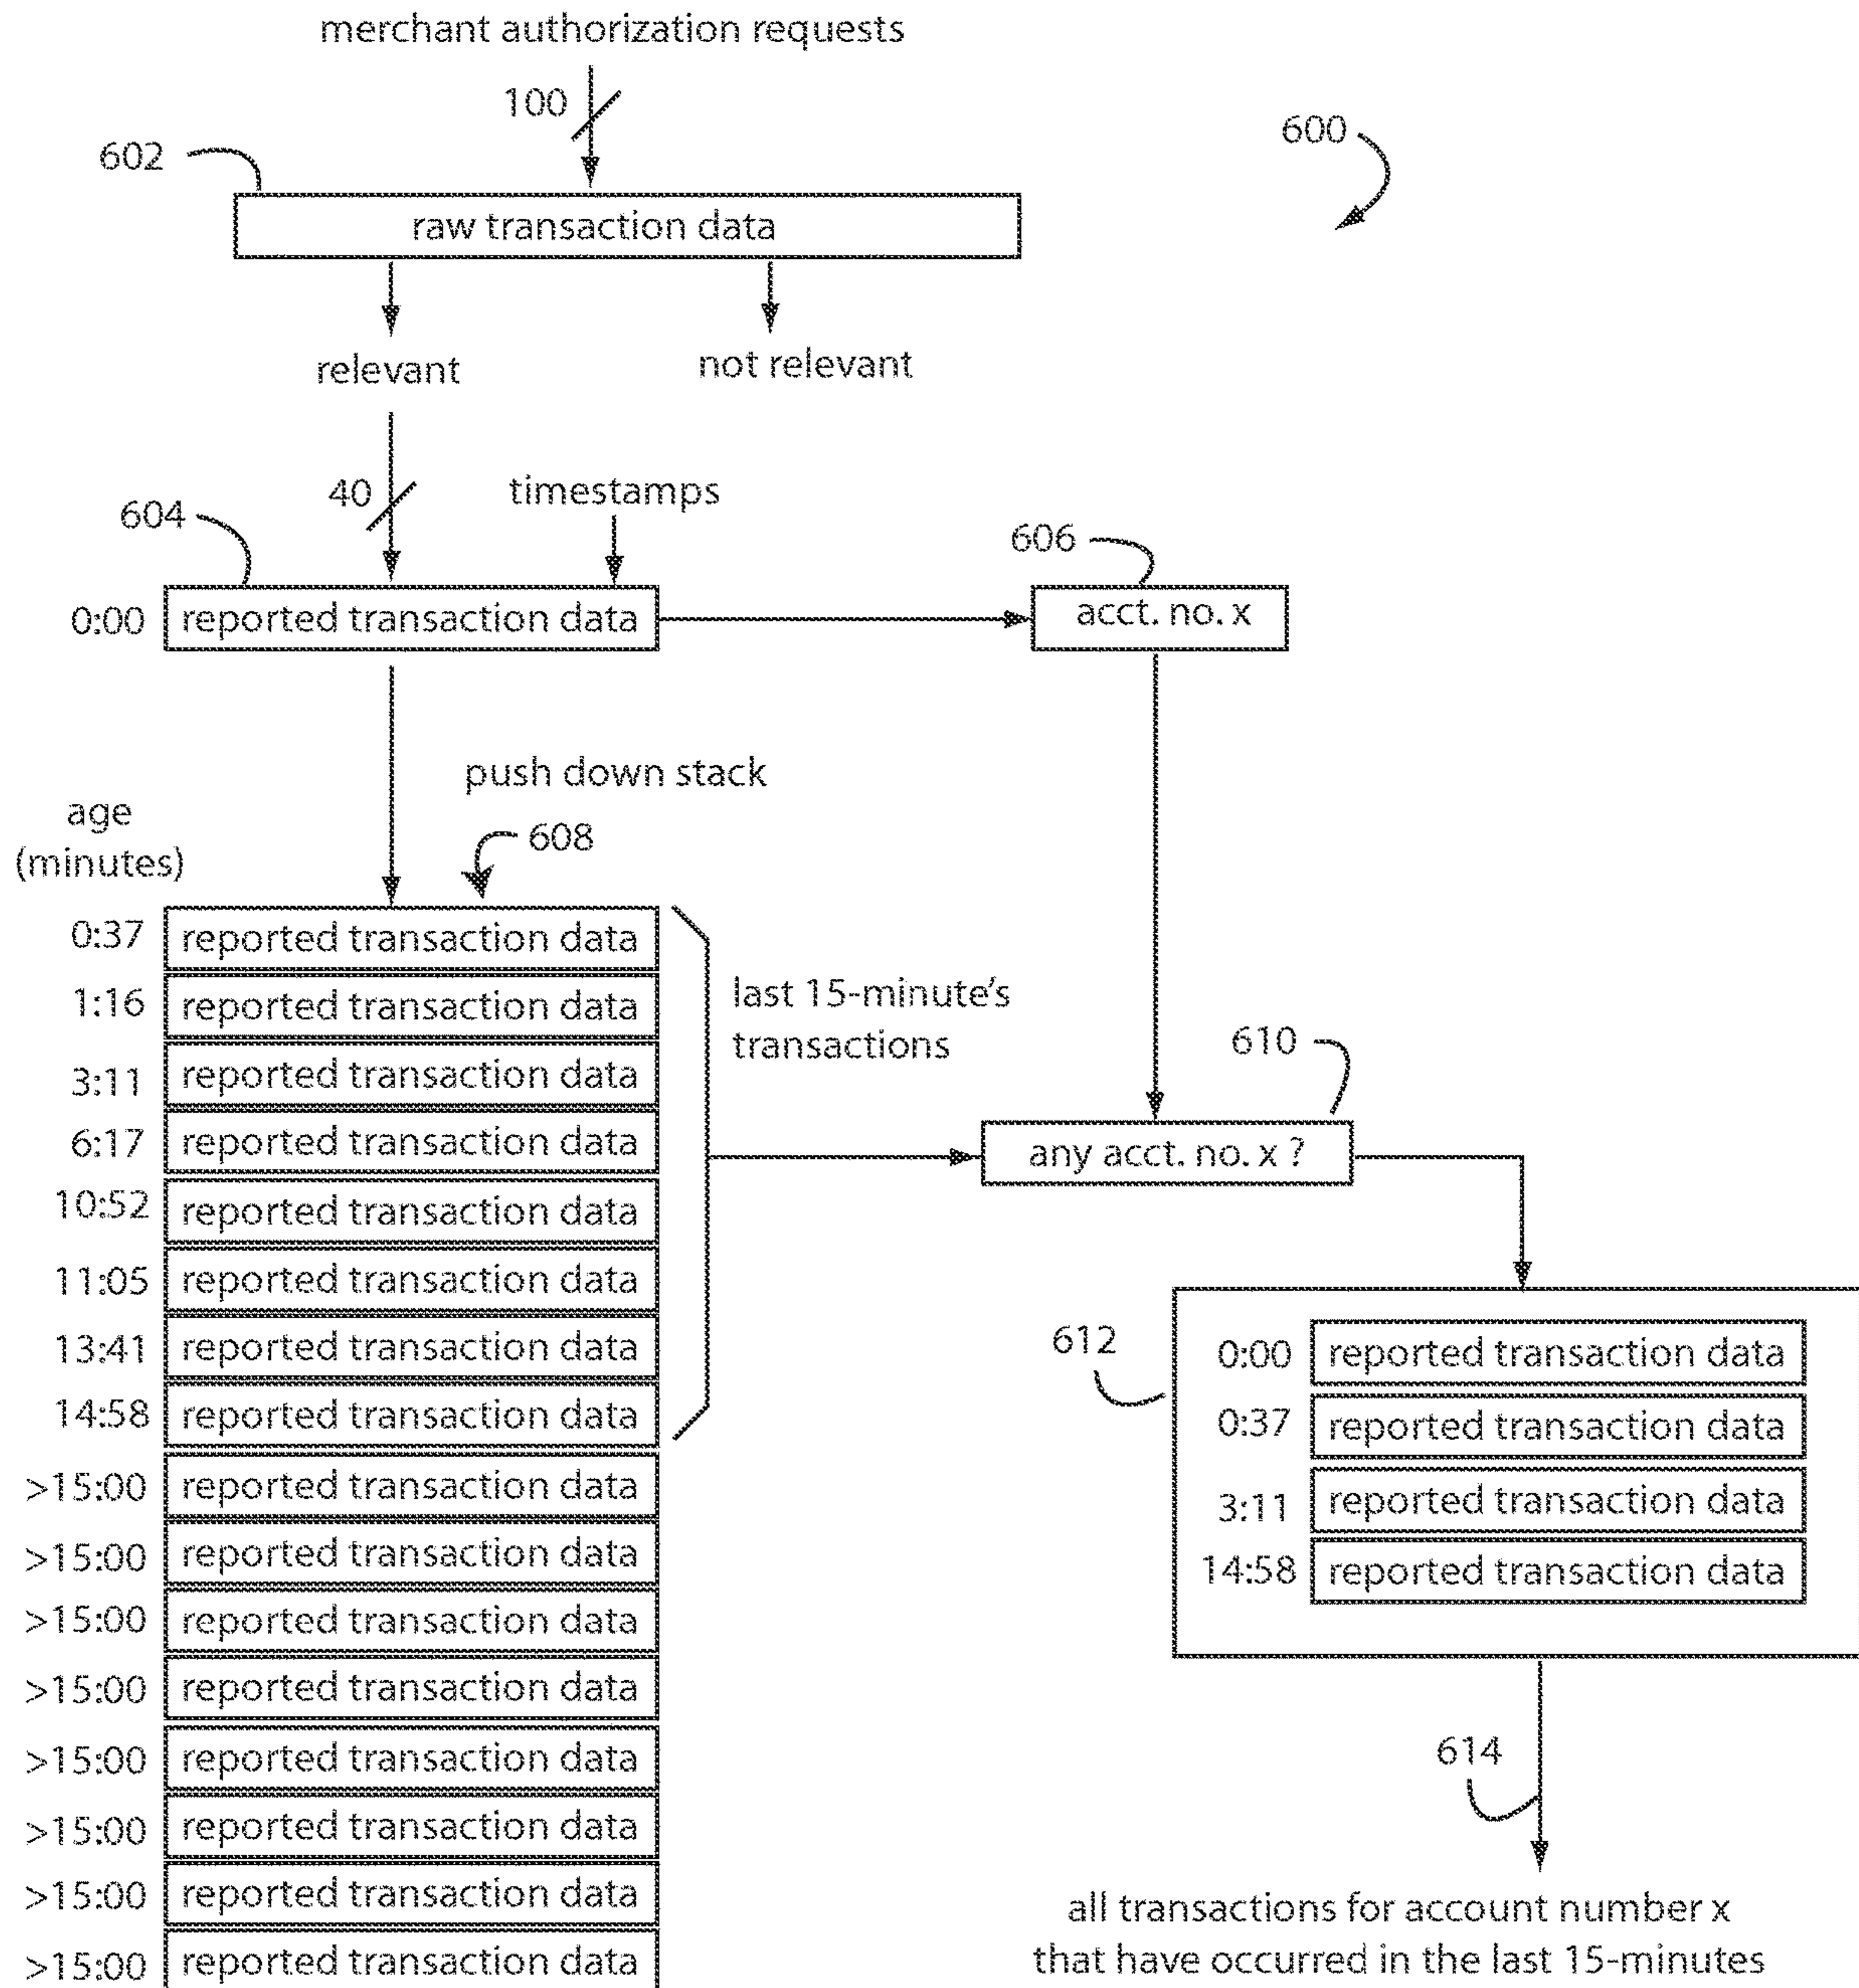 merchant authorization requests
100
600
602
raw transaction data
relevant
not relevant
40
timestamps
604
606
0:00 reported transaction data
acct. no. x
push down stack
608
age
(minutes)
0:37 reported transaction data
1:16 reported transaction data
3:11 reported transaction data
6:17 reported transaction data
10:52 reported transaction data
11:05 reported transaction data
13:41 reported transaction data
14:58 reported transaction data
>15:00 reported transaction data
>15:00 reported transaction data
>15:00 reported transaction data
>15:00 reported transaction data
>15:00 reported transaction data
>15:00 reported transaction data
>15:00 reported transaction data
>15:00 reported transaction data
last 15-minute's
transactions
610
any acct. no. x ?
612
0:00 reported transaction data
0:37 reported transaction data
3:11 reported transaction data
14:58 reported transaction data
614
all transactions for account number x
that have occurred in the last 15-minutes